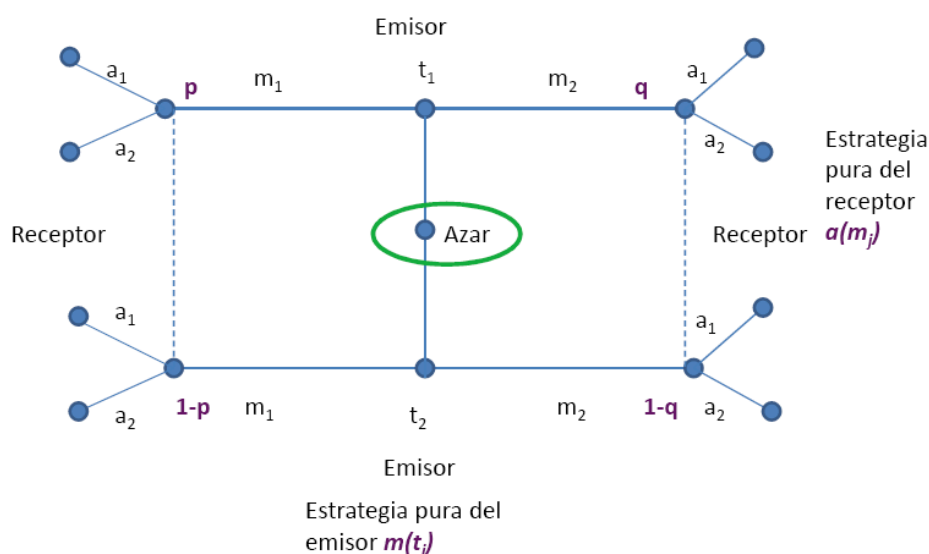 Emisor
a₁ p m₁ t₁ m₂ q a₁
a₂ a₂
Estrategia
pura del
receptor
a(mⱼ)
Receptor Azar Receptor
a₁ a₁
a₂ 1-p m₁ t₂ m₂ 1-q a₂
Emisor
Estrategia pura del
emisor m(tᵢ)